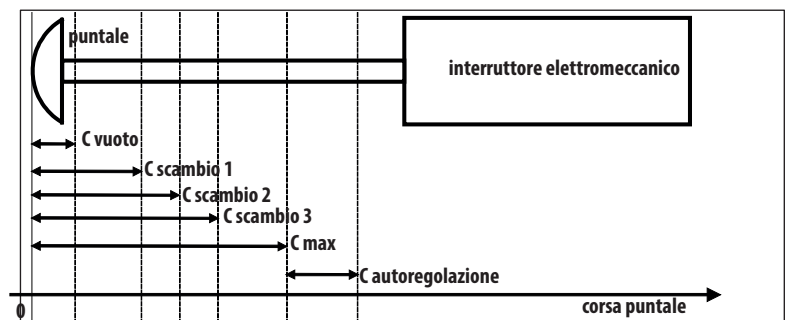 puntale
interruttore elettromeccanico
C vuoto
C scambio 1
C scambio 2
C scambio 3
C max
C autoregolazione
0
corsa puntale